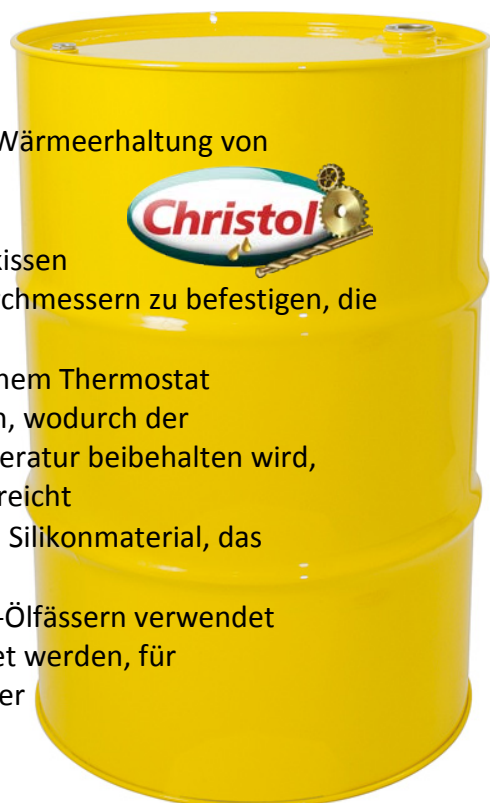 Wärmeerhaltung von
Christol
issen
chmessern zu befestigen, die
nem Thermostat
n, wodurch der
eratur beibehalten wird,
reicht
Silikonmaterial, das
-Ölfässern verwendet
et werden, für
er